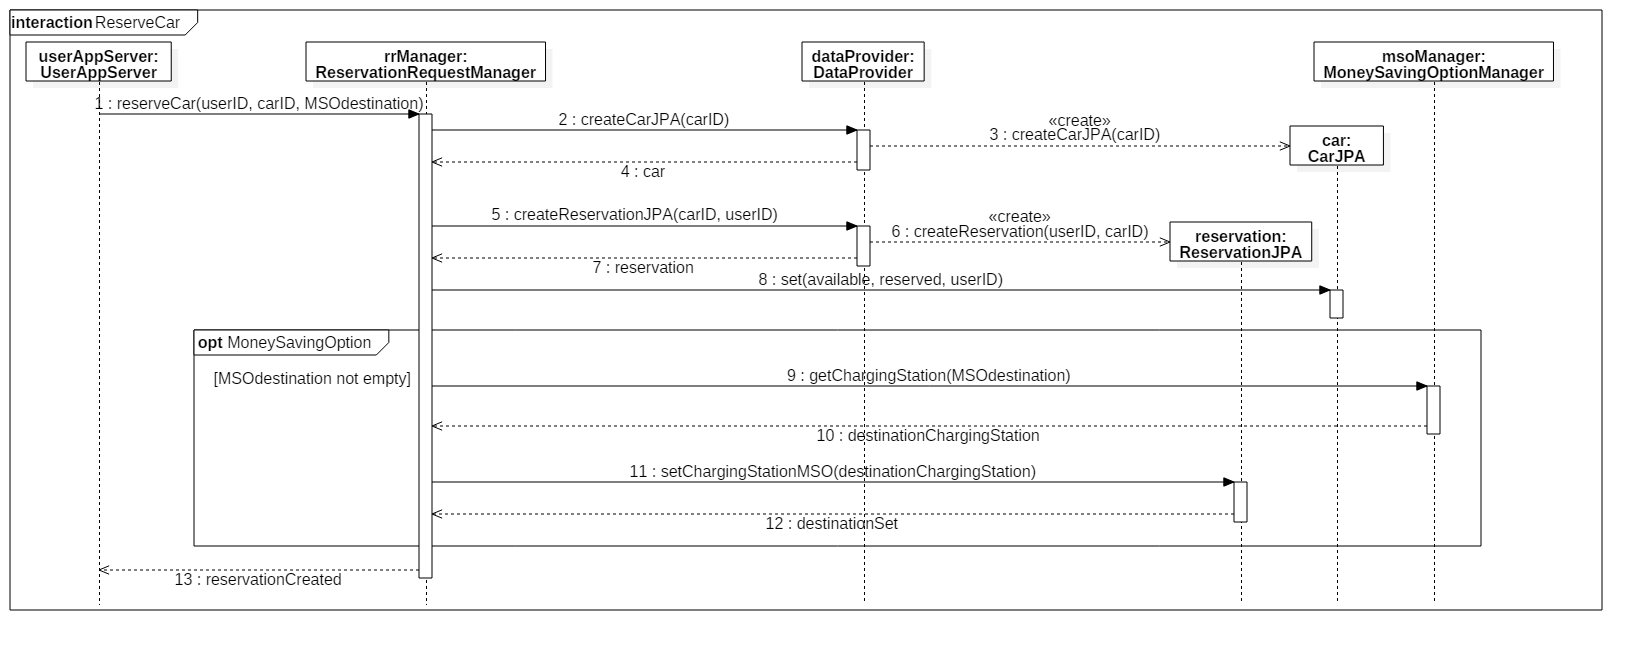 interaction ReserveCar
userAppServer:
UserAppServer
rrManager:
ReservationRequestManager
dataProvider:
DataProvider
msoManager:
MoneySavingOptionManager
1 : reserveCar(userID, carID, MSOdestination)
2 : createCarJPA(carID)
«create»
3 : createCarJPA(carID)
car:
CarJPA
4 : car
5 : createReservationJPA(carID, userID)
«create»
6 : createReservation(userID, carID)
reservation:
ReservationJPA
7 : reservation
8 : set(available, reserved, userID)
opt MoneySavingOption
[MSOdestination not empty]
9 : getChargingStation(MSOdestination)
10 : destinationChargingStation
11 : setChargingStationMSO(destinationChargingStation)
12 : destinationSet
13 : reservationCreated